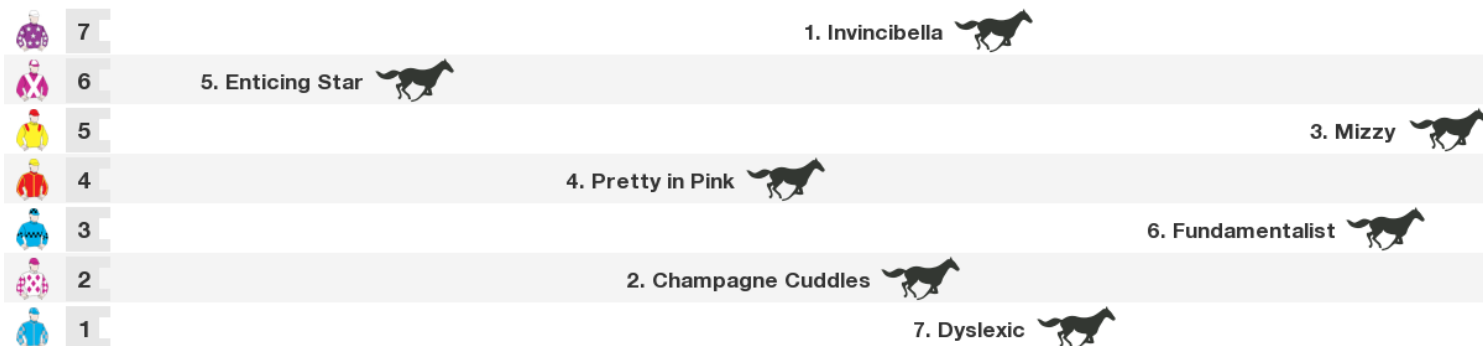 7 1. Invincibella
6 5. Enticing Star
5 3. Mizzy
4 4. Pretty in Pink
3 6. Fundamentalist
2 2. Champagne Cuddles
1 7. Dyslexic